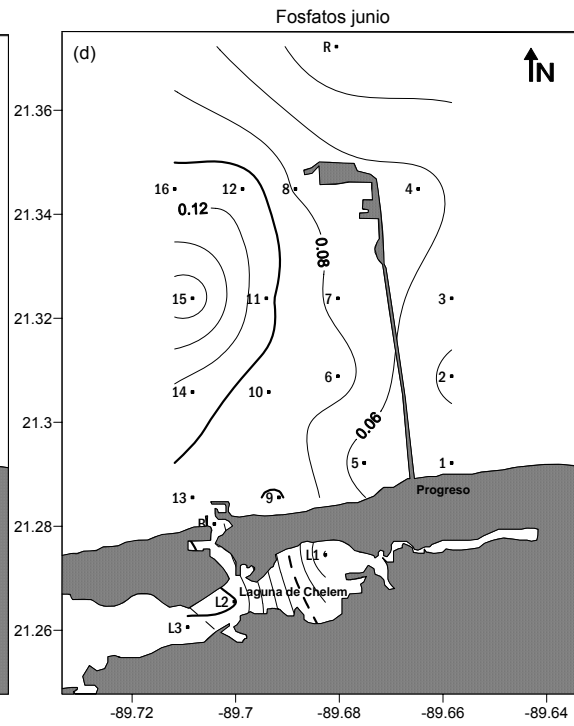 Fosfatos junio
(d)
R
N
21.36
16 12 8 4
0.12
21.34
0.08
15 11 7 3
21.32
6 2
14 10
21.3
0.06
5 1
Progreso
13 9
21.28
B
L1
Laguna de Chelem
L2
L3
21.26
-89.72 -89.7 -89.68 -89.66 -89.64